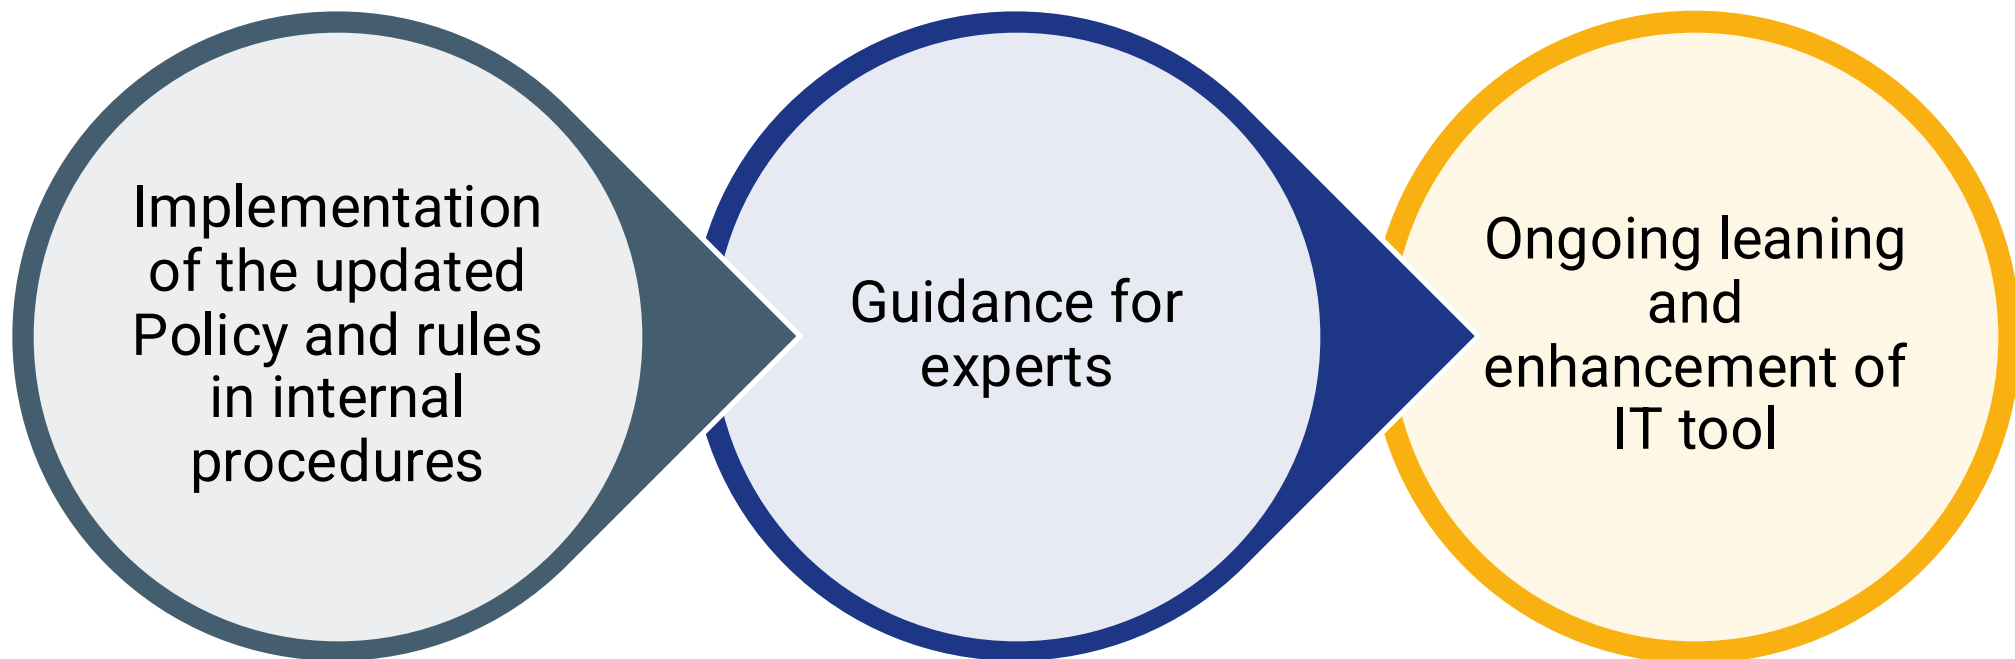 Implementation
of the updated
Policy and rules
in internal
procedures
Guidance for
experts
Ongoing leaning
and
enhancement of
IT tool